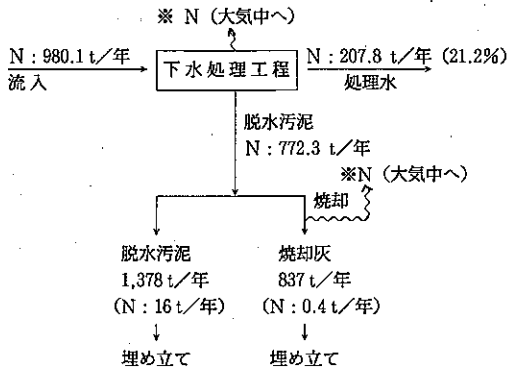 ※ N (大気中へ)
N:980.1 t/年
流入
下水処理工程
N:207.8 t/年 (21.2%)
処理水
脱水汚泥
N:772.3 t/年
※N (大気中へ)
焼却
脱水汚泥
1,378 t/年
(N:16 t/年)
埋め立て
焼却灰
837 t/年
(N:0.4 t/年)
埋め立て